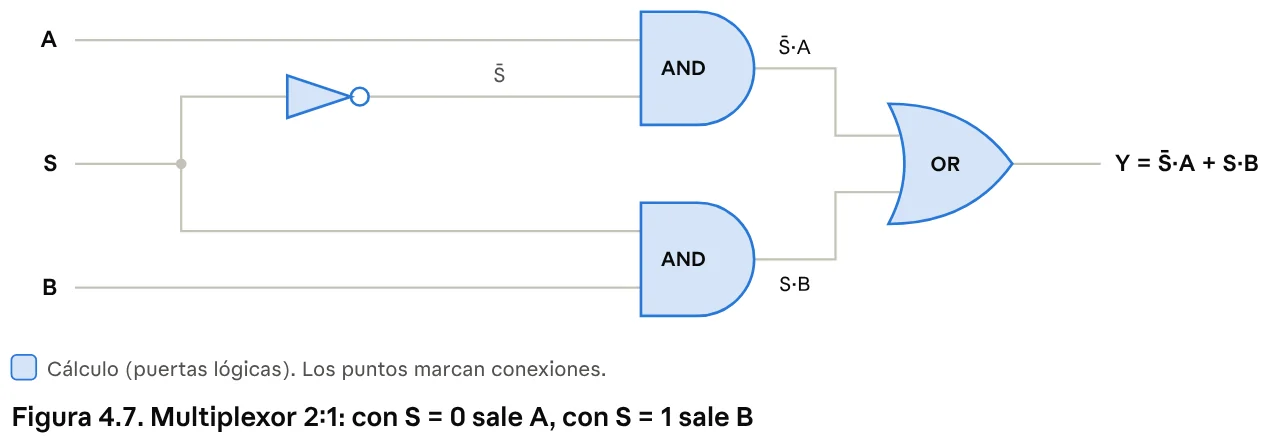 A
S̄·A
AND
S̄
S
OR
Y = S̄·A + S·B
AND
B
S·B
Cálculo (puertas lógicas). Los puntos marcan conexiones.
Figura 4.7. Multiplexor 2:1: con S = 0 sale A, con S = 1 sale B